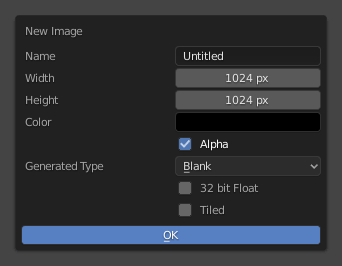 New Image
Name Untitled
Width 1024 px
Height 1024 px
Color
Alpha
Generated Type Blank
32 bit Float
Tiled
OK